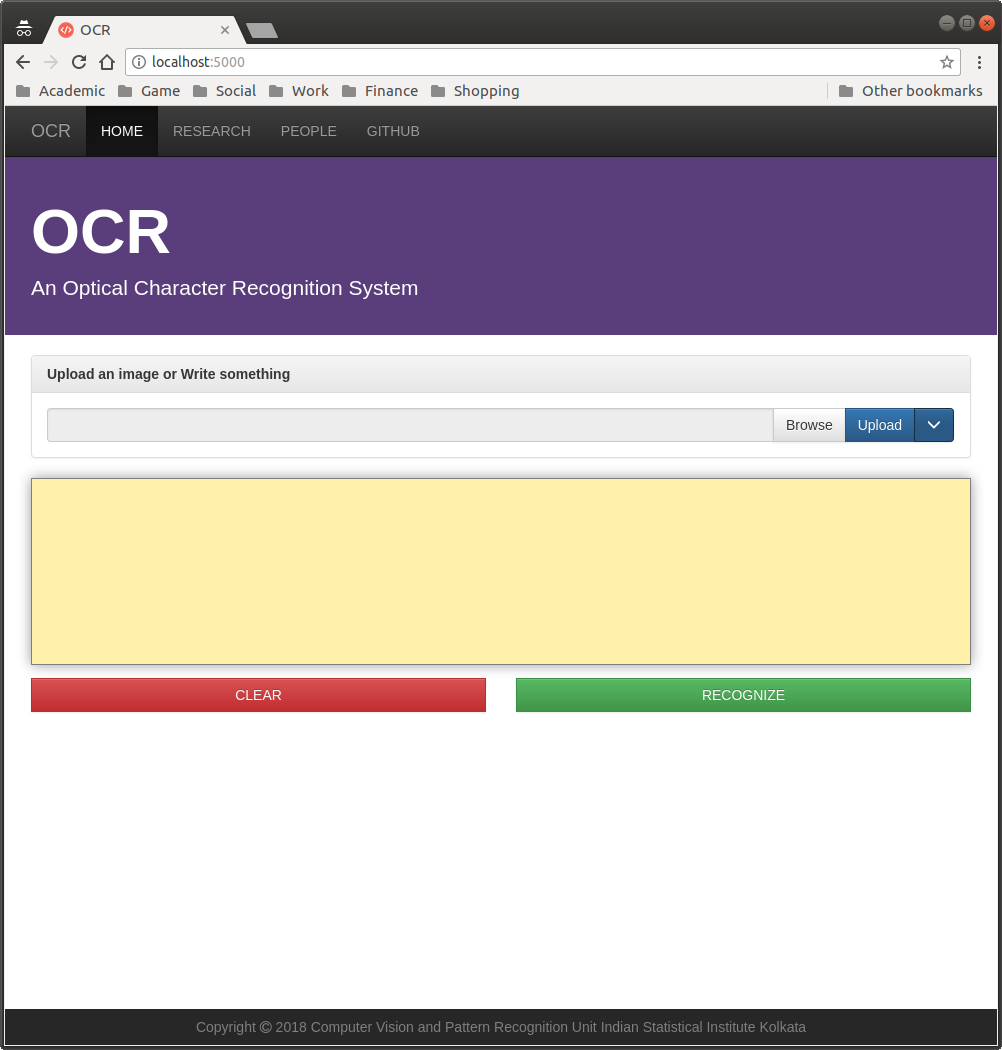 OCR
localhost:5000
Academic Game Social Work Finance Shopping Other bookmarks
OCR HOME RESEARCH PEOPLE GITHUB
OCR
An Optical Character Recognition System
Upload an image or Write something
Browse Upload
CLEAR RECOGNIZE
Copyright © 2018 Computer Vision and Pattern Recognition Unit Indian Statistical Institute Kolkata